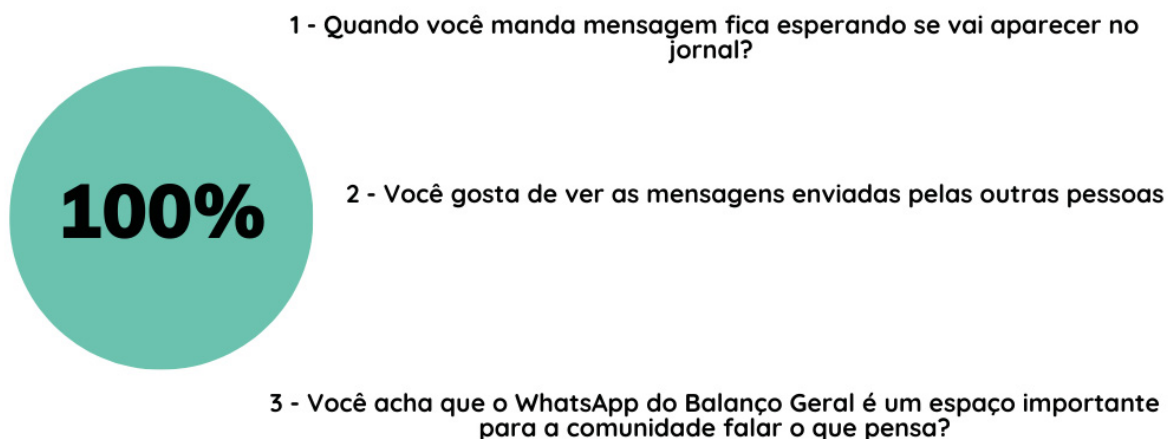 1 - Quando você manda mensagem fica esperando se vai aparecer no
jornal?
100%
2 - Você gosta de ver as mensagens enviadas pelas outras pessoas
3 - Você acha que o WhatsApp do Balanço Geral é um espaço importante
para a comunidade falar o que pensa?